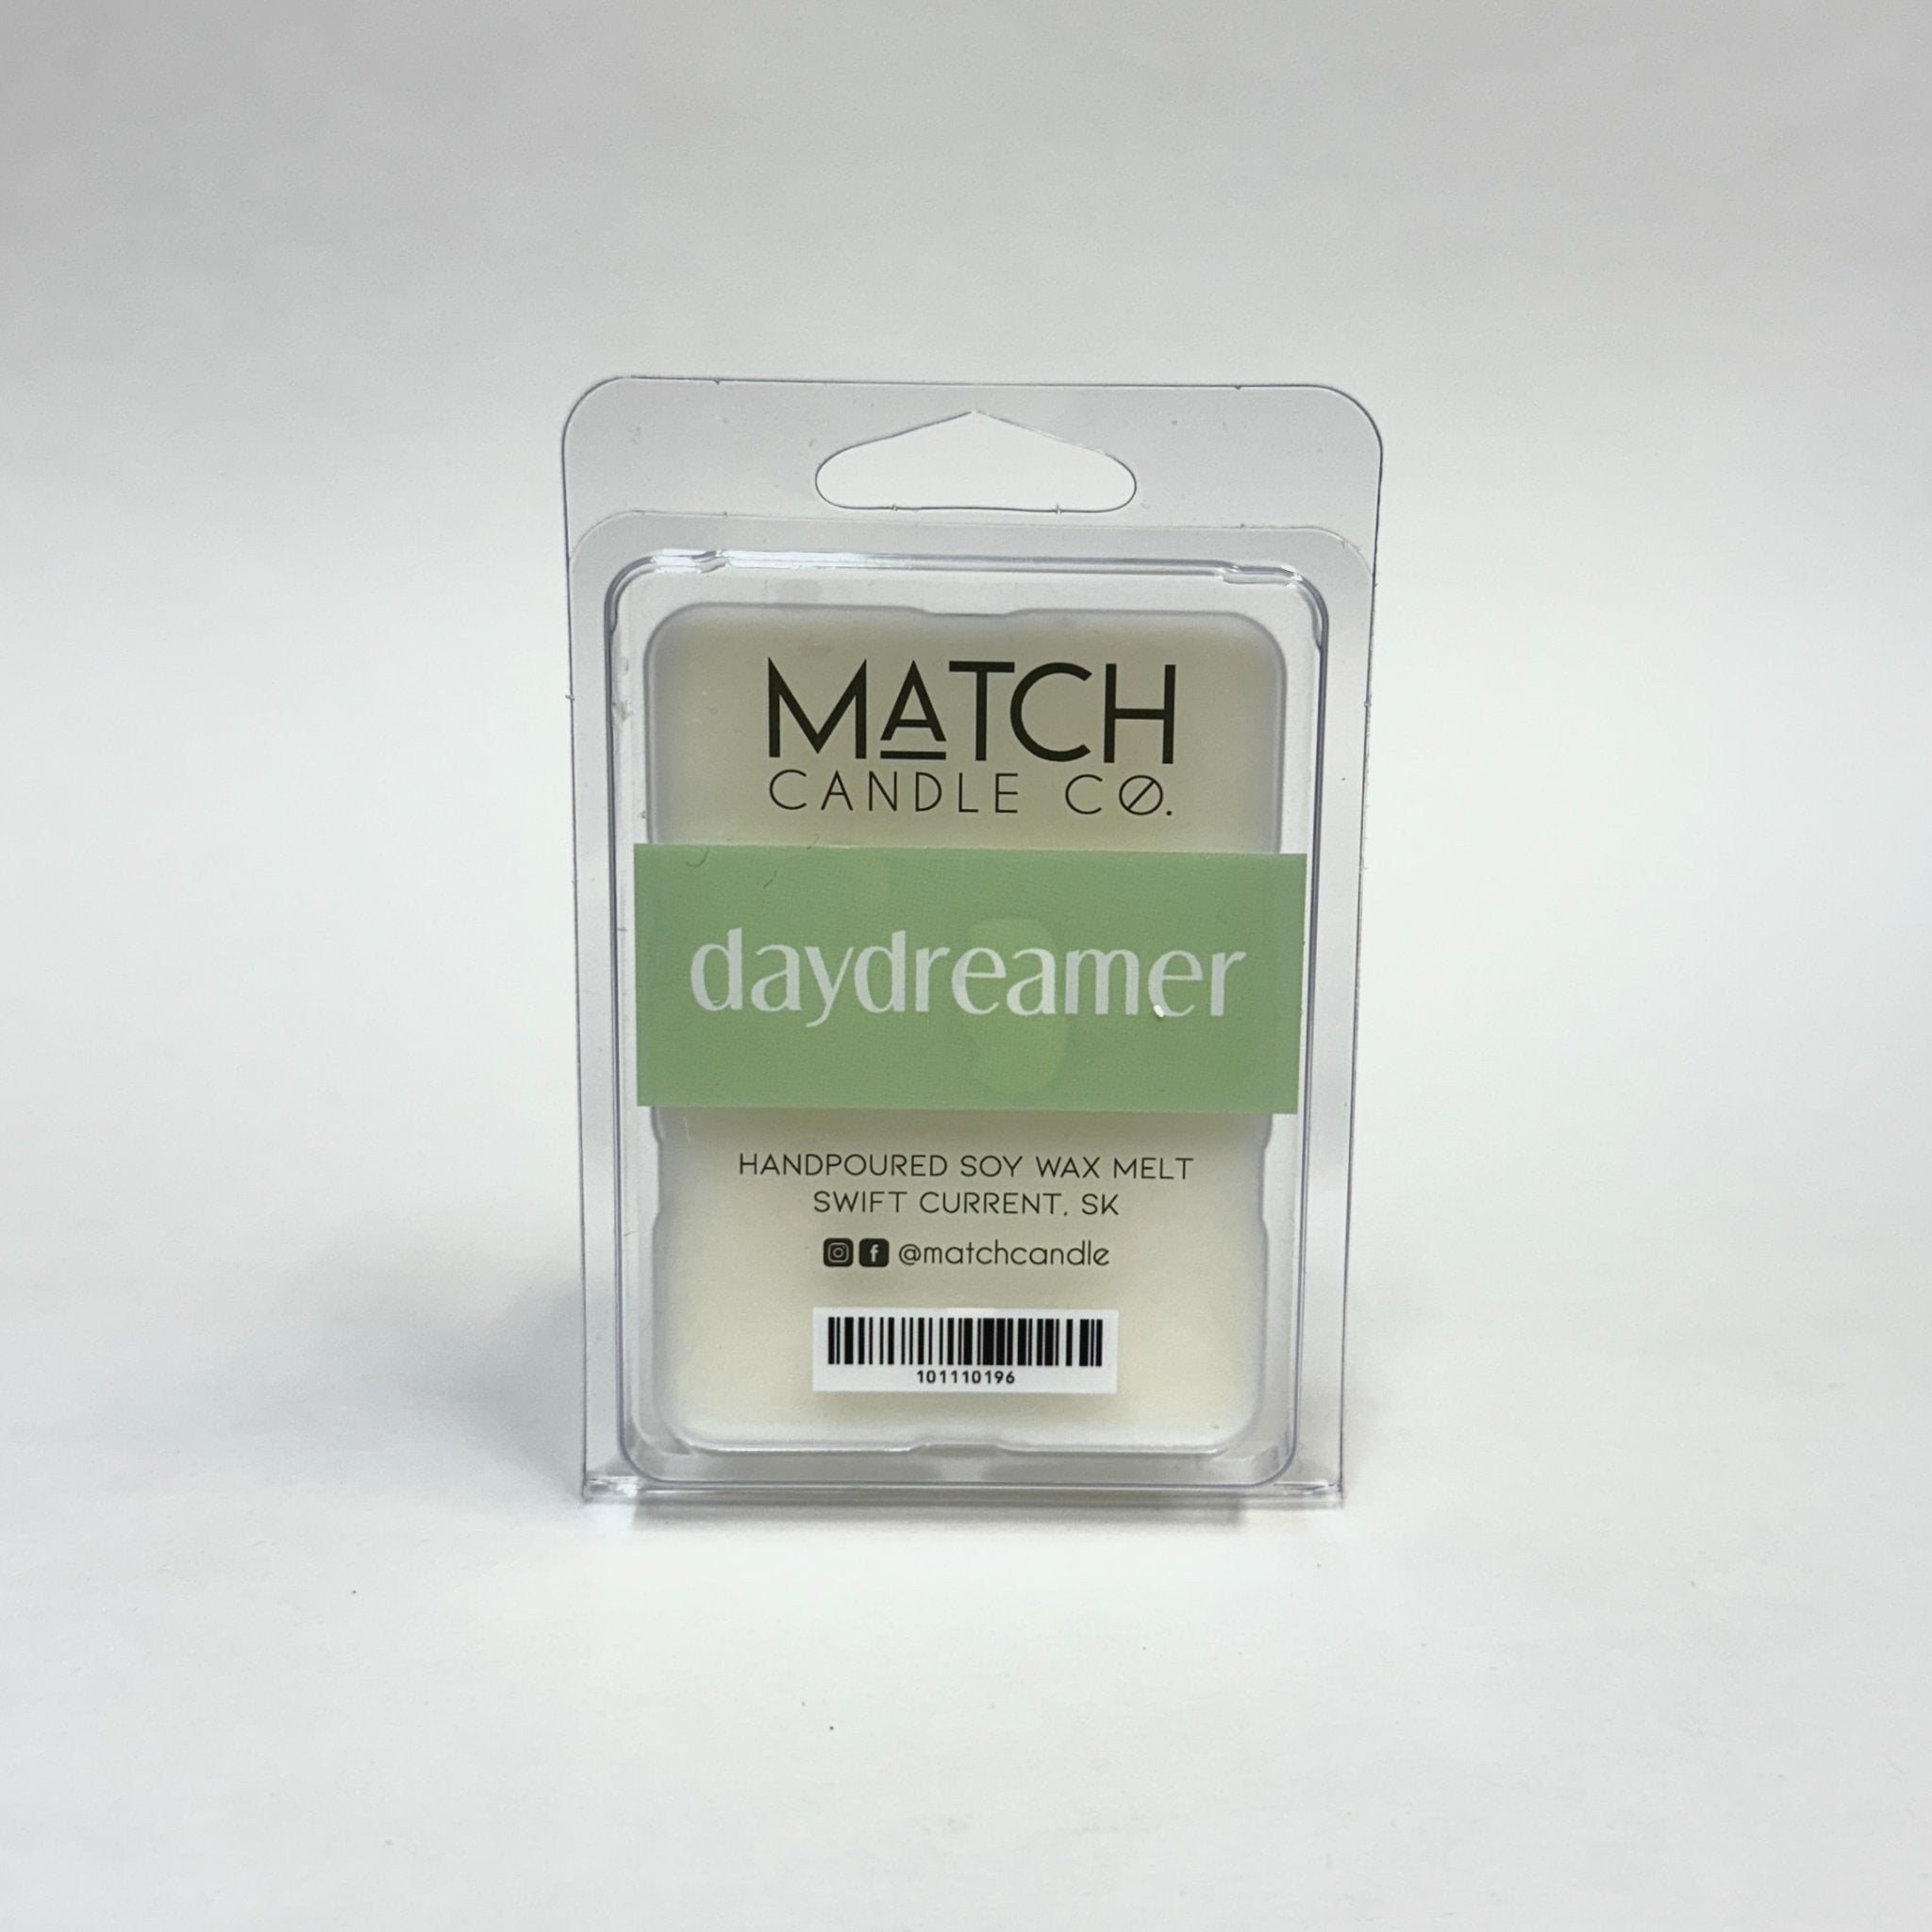 MATCH
CANDLE CO.
daydreamer
HANDPOURED SOY WAX MELT
SWIFT CURRENT, SK
@matchcandle
101110196